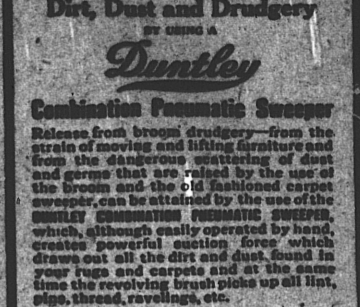 Dirt, Dust and Drudgery
BY USING A
Duntley
Combination Pneumatic Sweeper
Release from broom drudgery—from the
strain of moving and lifting furniture and
from the dangerous scattering of dust
and germs that are raised by the use of
the broom and the old fashioned carpet
sweeper, can be attained by the use of the
DUNTLEY COMBINATION PNEUMATIC SWEEPER,
which, although easily operated by hand,
creates powerful suction force which
draws out all the dirt and dust found in
your rugs and carpets and at the same
time the revolving brush picks up all lint,
pins, thread, ravelings, etc.